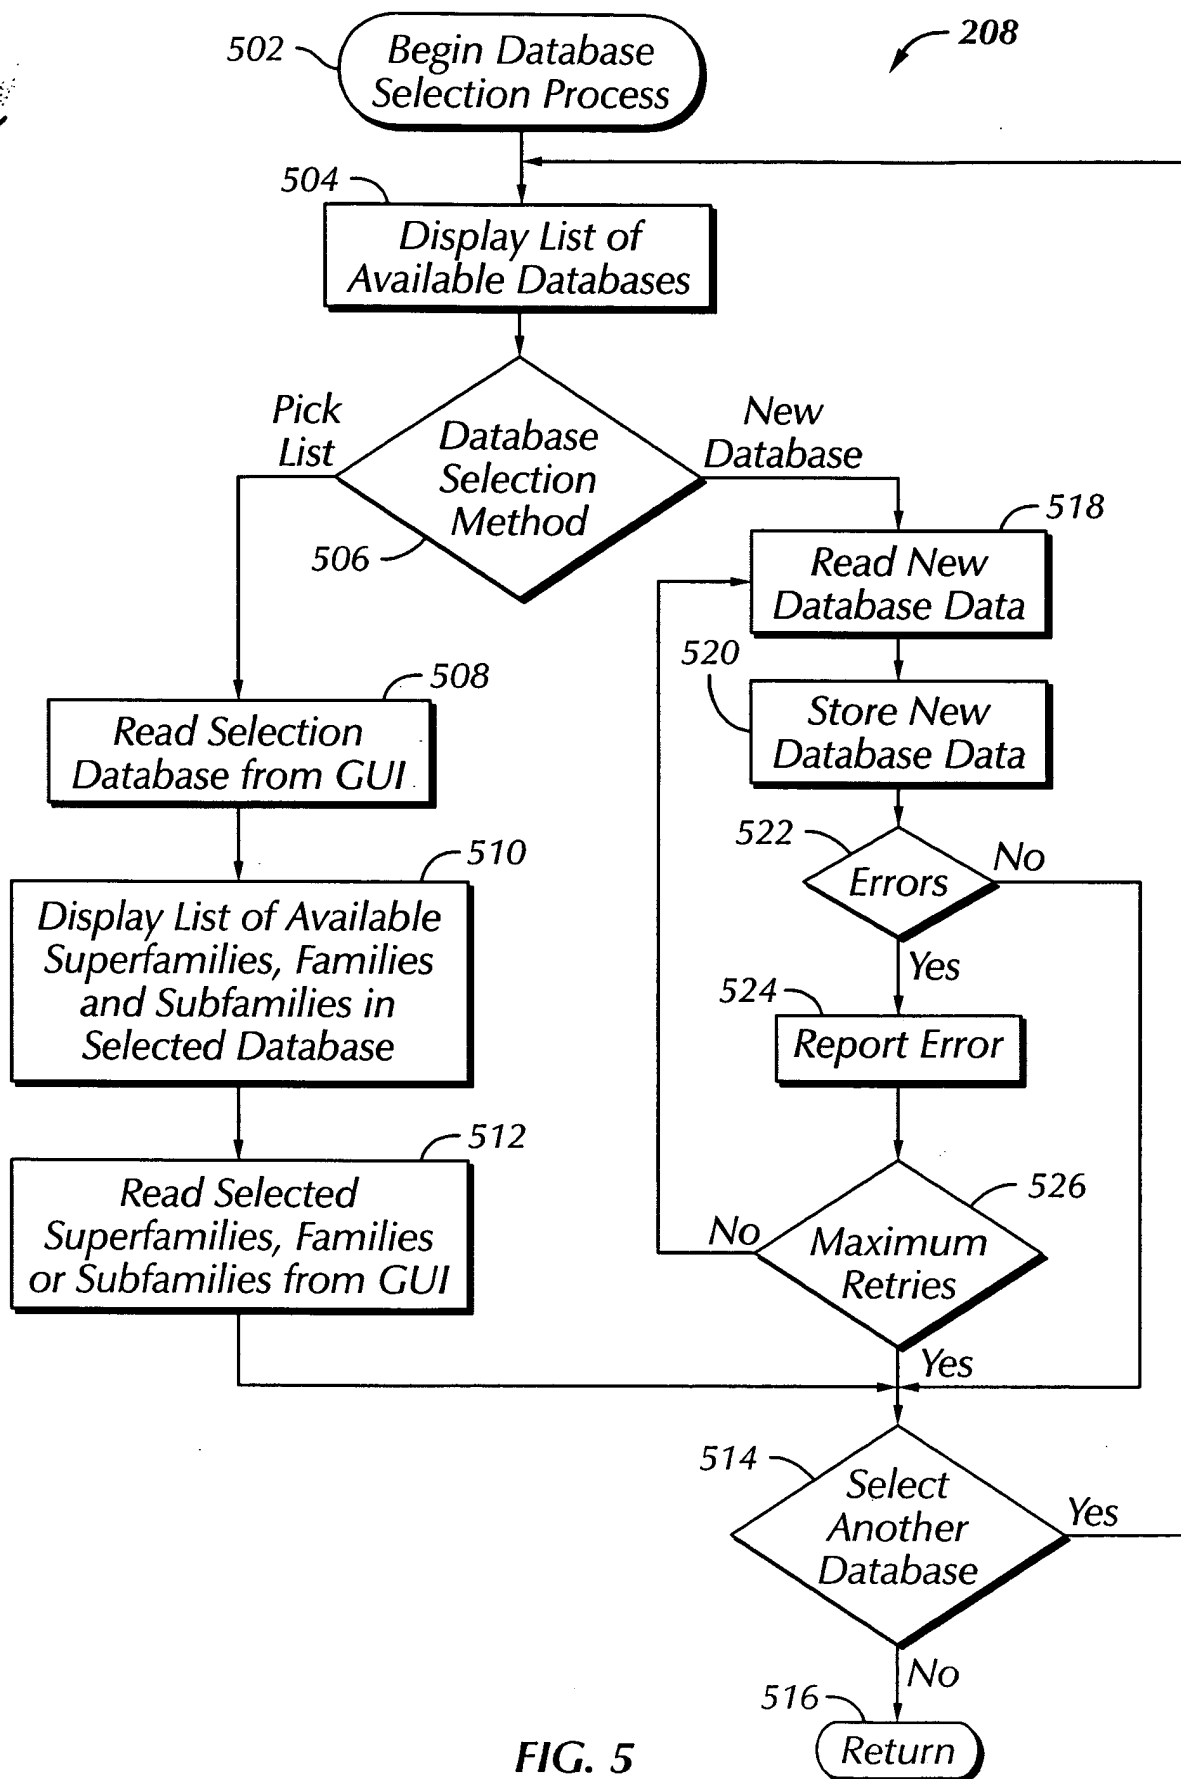 502
Begin Database
Selection Process
208
504
Display List of
Available Databases
Pick
List
Database
Selection
Method
506
New
Database
518
Read New
Database Data
520
Store New
Database Data
508
Read Selection
Database from GUI
522
Errors
No
Yes
510
Display List of Available
Superfamilies, Families
and Subfamilies in
Selected Database
524
Report Error
512
Read Selected
Superfamilies, Families
or Subfamilies from GUI
526
No
Maximum
Retries
Yes
514
Select
Another
Database
Yes
No
516
Return
FIG. 5